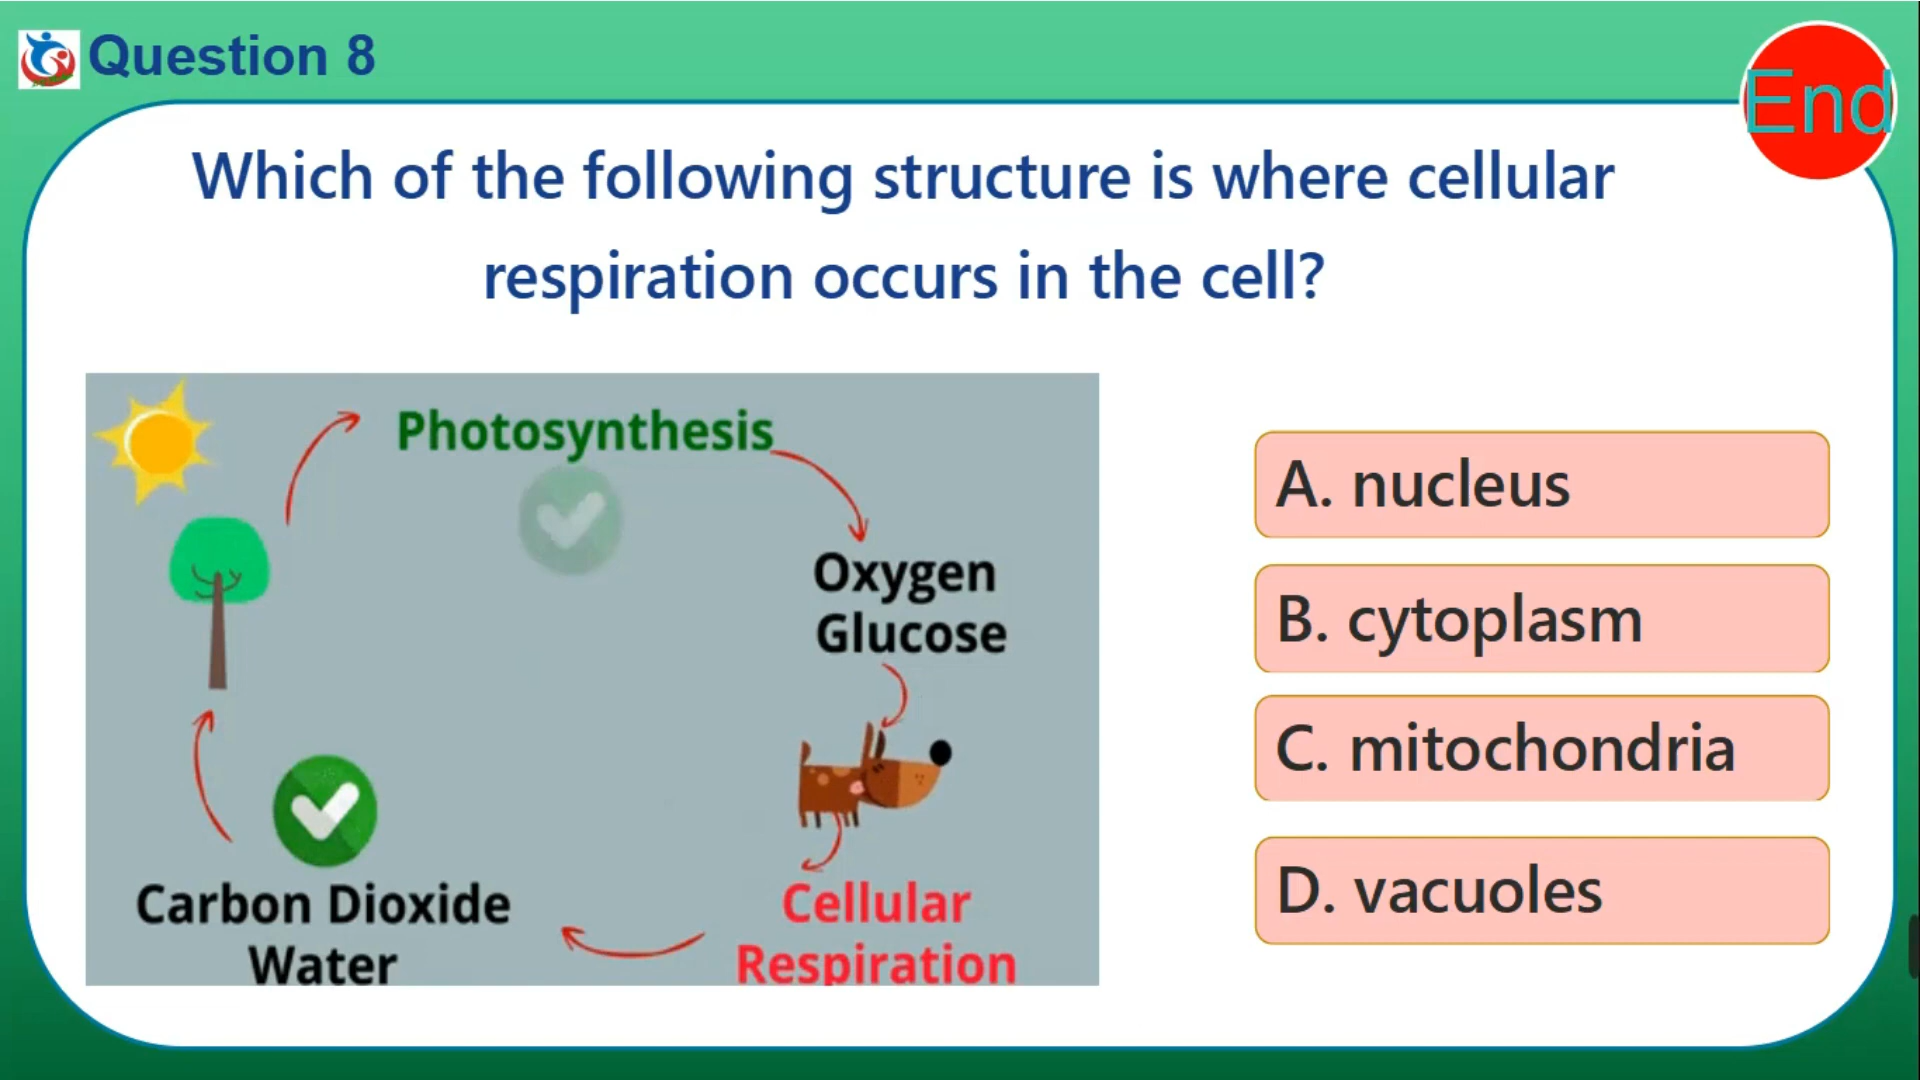 Question 8
End
Which of the following structure is where cellular
respiration occurs in the cell?
Photosynthesis
Oxygen
Glucose
Carbon Dioxide
Water
Cellular
Respiration
A. nucleus
B. cytoplasm
C. mitochondria
D. vacuoles